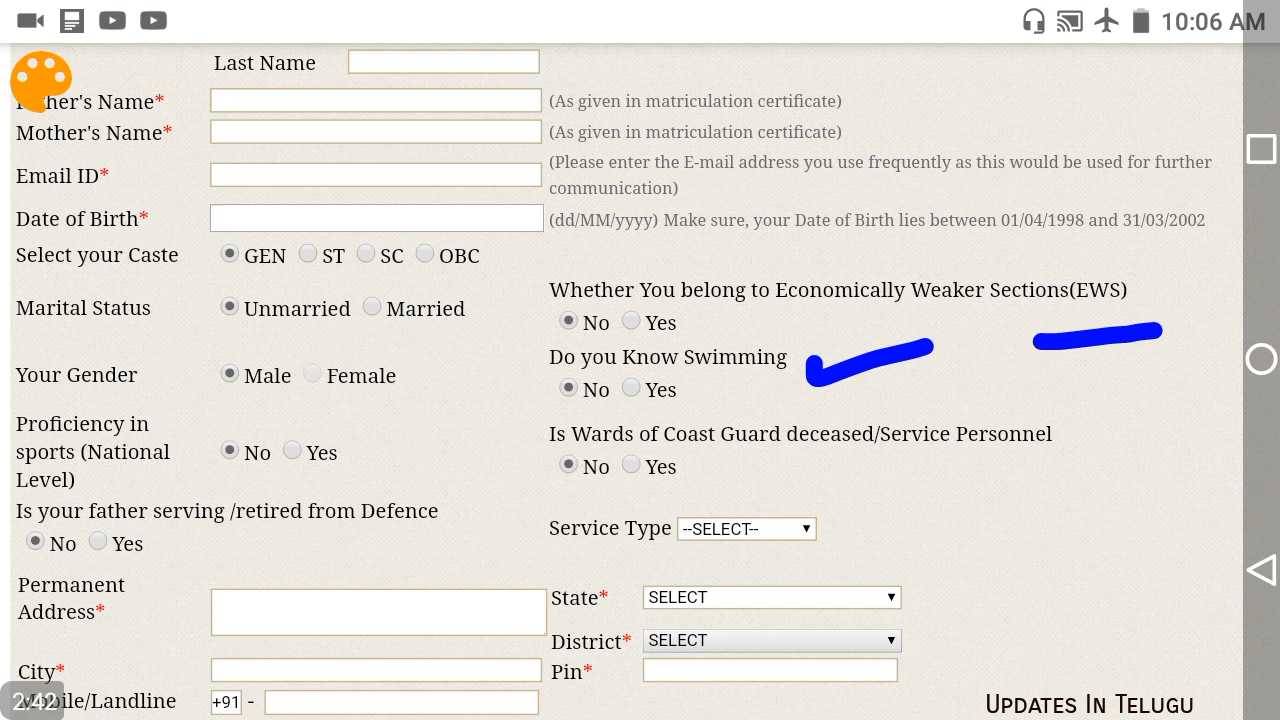 10:06 AM
Last Name
Father's Name*
(As given in matriculation certificate)
Mother's Name*
(As given in matriculation certificate)
Email ID*
(Please enter the E-mail address you use frequently as this would be used for further
communication)
Date of Birth*
(dd/MM/yyyy) Make sure, your Date of Birth lies between 01/04/1998 and 31/03/2002
Select your Caste
GEN ST SC OBC
Marital Status
Unmarried Married
Whether You belong to Economically Weaker Sections(EWS)
No Yes
Your Gender
Male Female
Do you Know Swimming
No Yes
Proficiency in
sports (National
Level)
No Yes
Is Wards of Coast Guard deceased/Service Personnel
No Yes
Is your father serving /retired from Defence
No Yes
Service Type --SELECT--
Permanent
Address*
State* SELECT
District* SELECT
City*
Pin*
Mobile/Landline
+91 -
2:42
UPDATES IN TELUGU